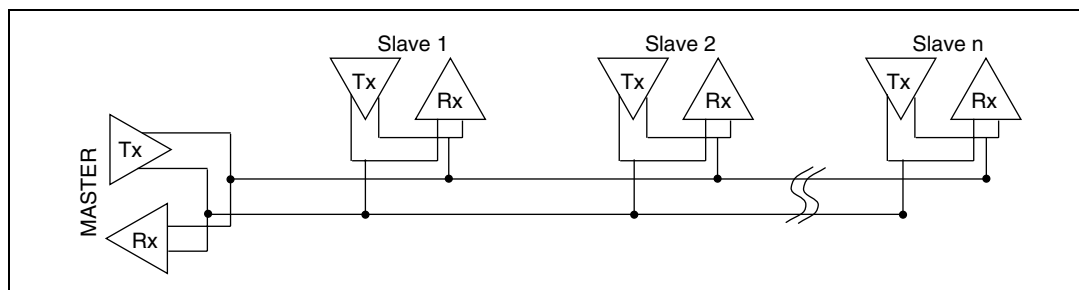 Slave 1
Slave 2
Slave n
Tx
Rx
Tx
Rx
Tx
Rx
MASTER
Tx
Rx